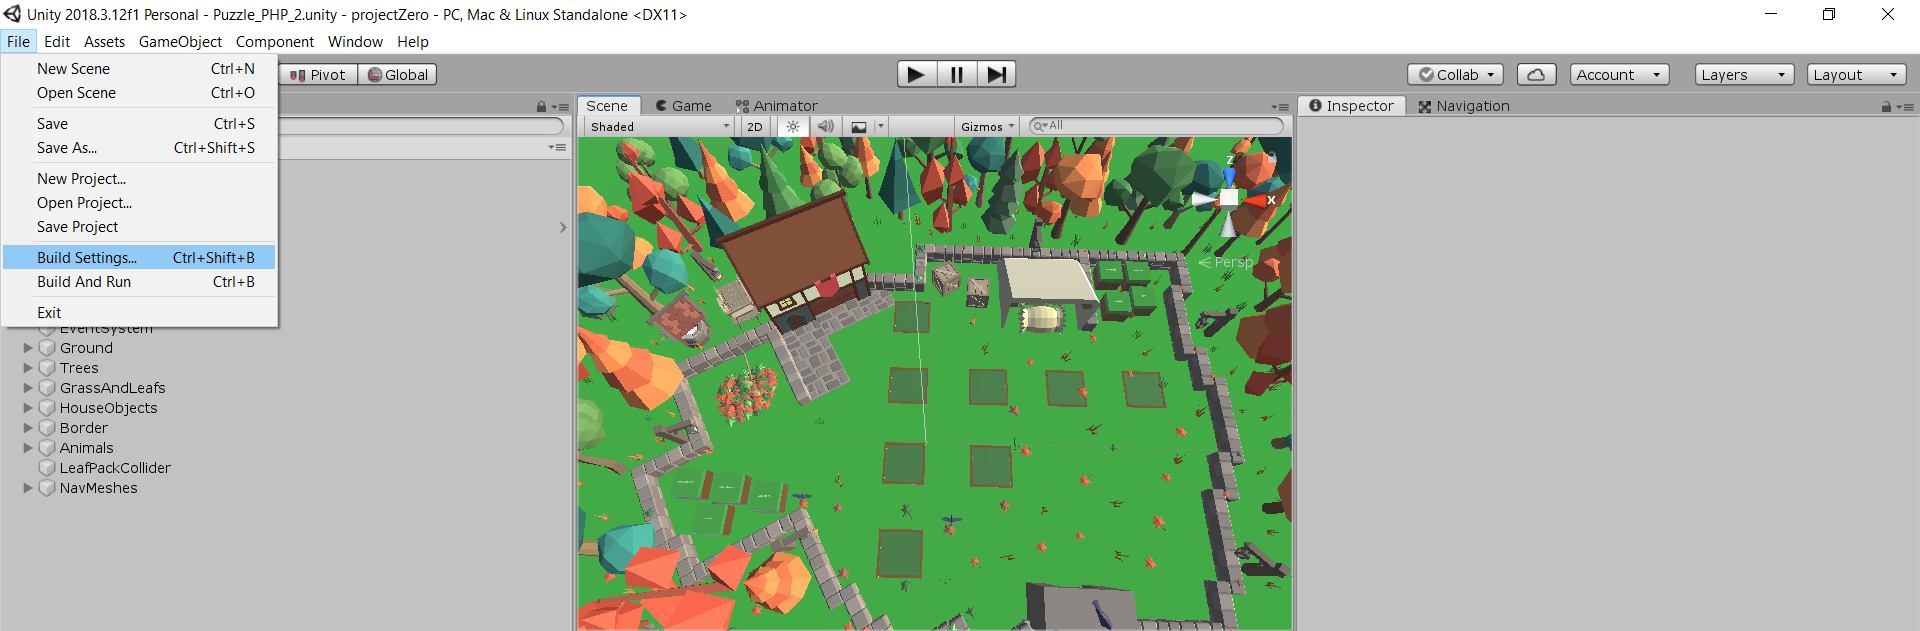 Unity 2018.3.12f1 Personal - Puzzle_PHP_2.unity - projectZero - PC, Mac & Linux Standalone <DX11>
File Edit Assets GameObject Component Window Help
New Scene Ctrl+N
Open Scene Ctrl+O
Save Ctrl+S
Save As... Ctrl+Shift+S
New Project...
Open Project...
Save Project
Build Settings... Ctrl+Shift+B
Build And Run Ctrl+B
Exit
Pivot Global
Collab Account Layers Layout
Scene Game Animator
Shaded 2D Gizmos All
Inspector Navigation
z
x
Persp
EventSystem
Ground
Trees
GrassAndLeafs
HouseObjects
Border
Animals
LeafPackCollider
NavMeshes